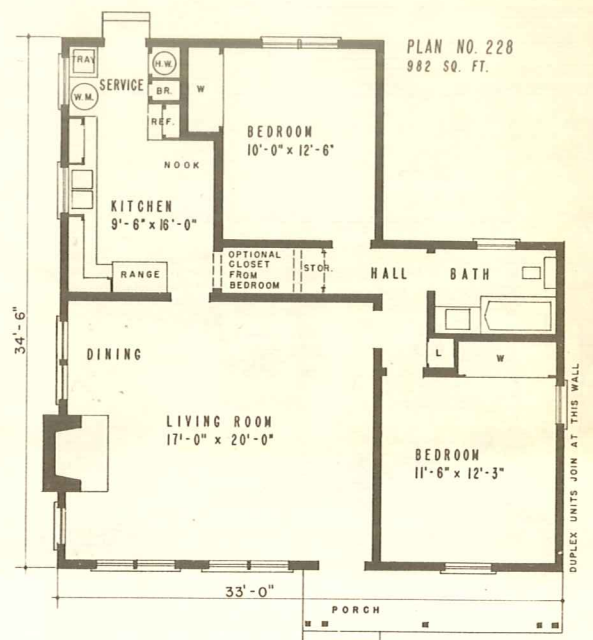 PLAN NO. 228
982 SQ. FT.
TRAY
SERVICE
H.W.
W.M.
BR.
W
REF.
BEDROOM
10'-0" x 12'-6"
NOOK
KITCHEN
9'-6" x 16'-0"
RANGE
OPTIONAL
CLOSET
FROM
BEDROOM
STOR.
HALL
BATH
34'-6"
DINING
L
W
LIVING ROOM
17'-0" x 20'-0"
BEDROOM
11'-6" x 12'-3"
DUPLEX UNITS JOIN AT THIS WALL
33'-0"
PORCH